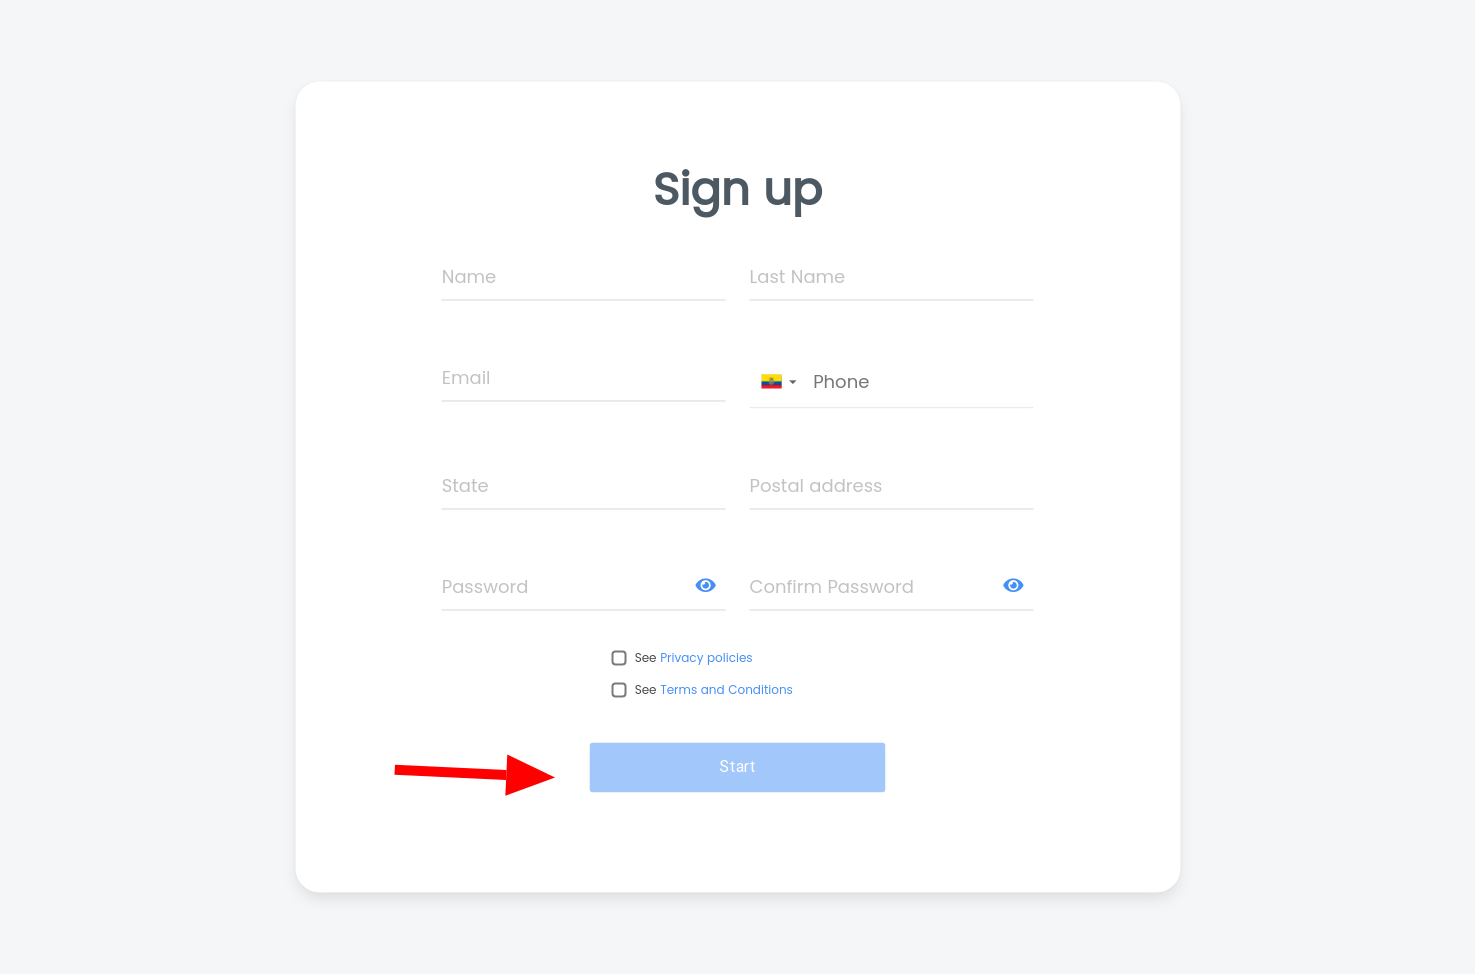 Sign up
Name
Last Name
Email
Phone
State
Postal address
Password
Confirm Password
See Privacy policies
See Terms and Conditions
Start